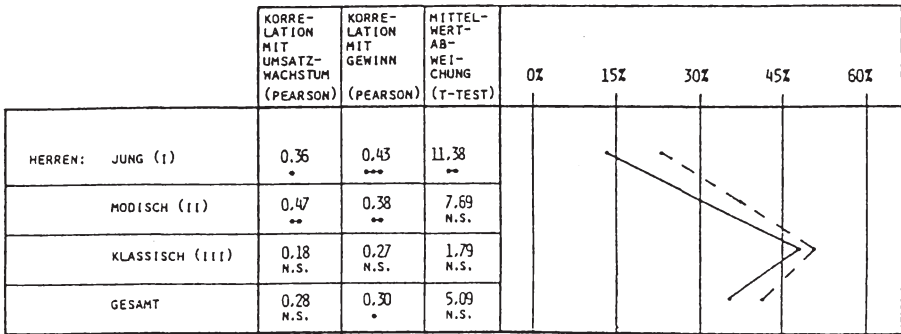 KORRE-
LATION
MIT
UMSATZ-
WACHSTUM
(PEARSON)
KORRE-
LATION
MIT
GEWINN
(PEARSON)
MITTEL-
WERT-
AB-
WEI-
CHUNG
(T-TEST)
0% 15% 30% 45% 60%
HERREN: JUNG (I) 0.36 0.43 11.38
• ••• ••
MODISCH (II) 0.47 0.38 7.69
•• •• N.S.
KLASSISCH (III) 0.18 0.27 1.79
N.S. N.S. N.S.
GESAMT 0.28 0.30 5.09
N.S. • N.S.